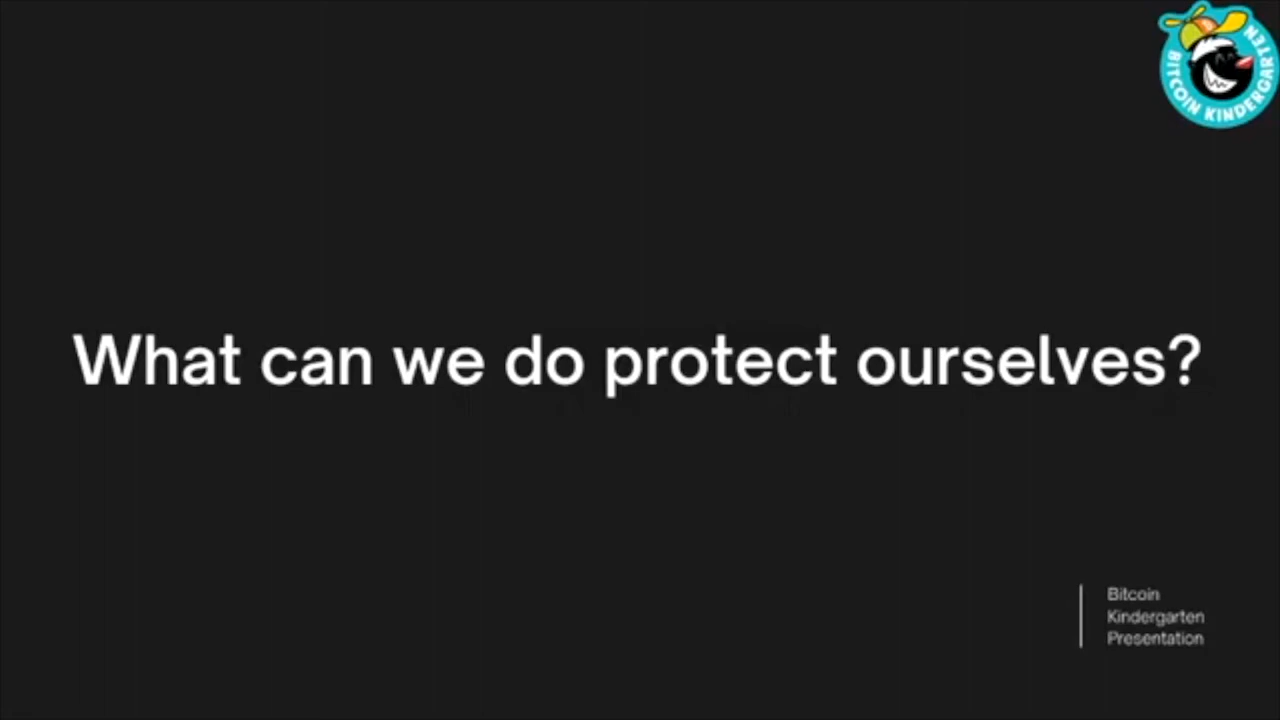 BITCOIN KINDERGARTEN
What can we do protect ourselves?
Bitcoin
Kindergarten
Presentation